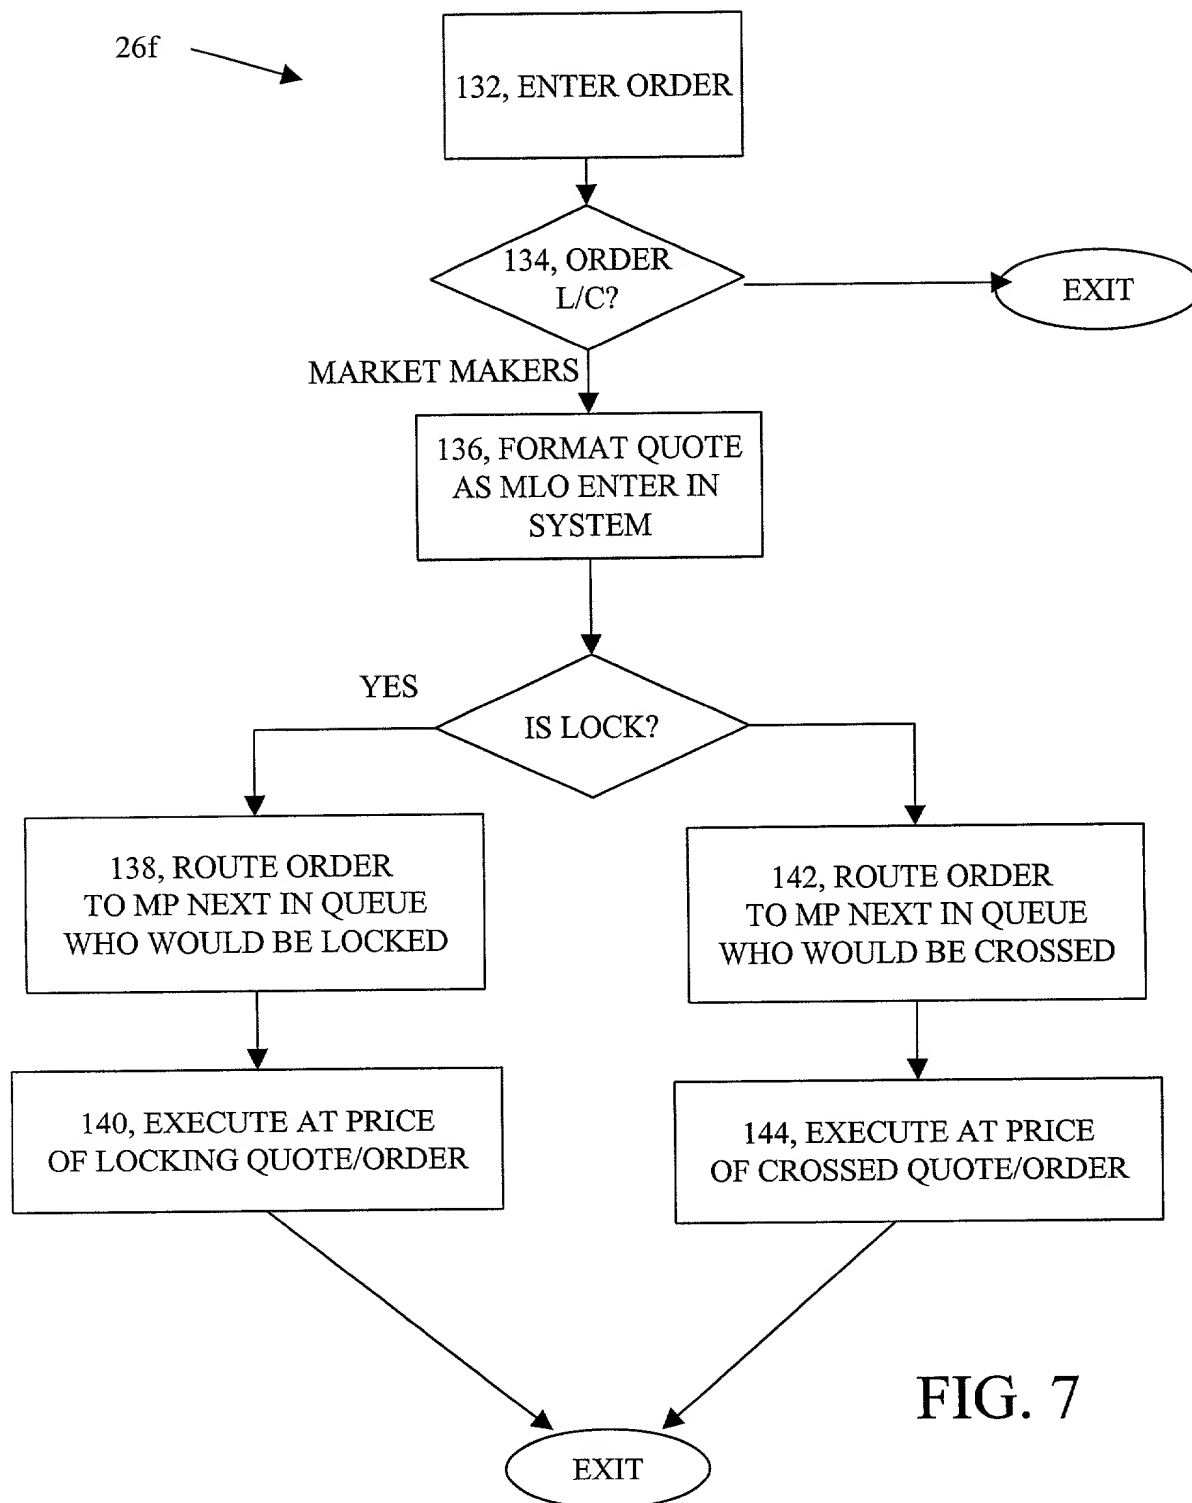 26f
132, ENTER ORDER
134, ORDER
L/C?
EXIT
MARKET MAKERS
136, FORMAT QUOTE
AS MLO ENTER IN
SYSTEM
YES
IS LOCK?
138, ROUTE ORDER
TO MP NEXT IN QUEUE
WHO WOULD BE LOCKED
142, ROUTE ORDER
TO MP NEXT IN QUEUE
WHO WOULD BE CROSSED
140, EXECUTE AT PRICE
OF LOCKING QUOTE/ORDER
144, EXECUTE AT PRICE
OF CROSSED QUOTE/ORDER
FIG. 7
EXIT